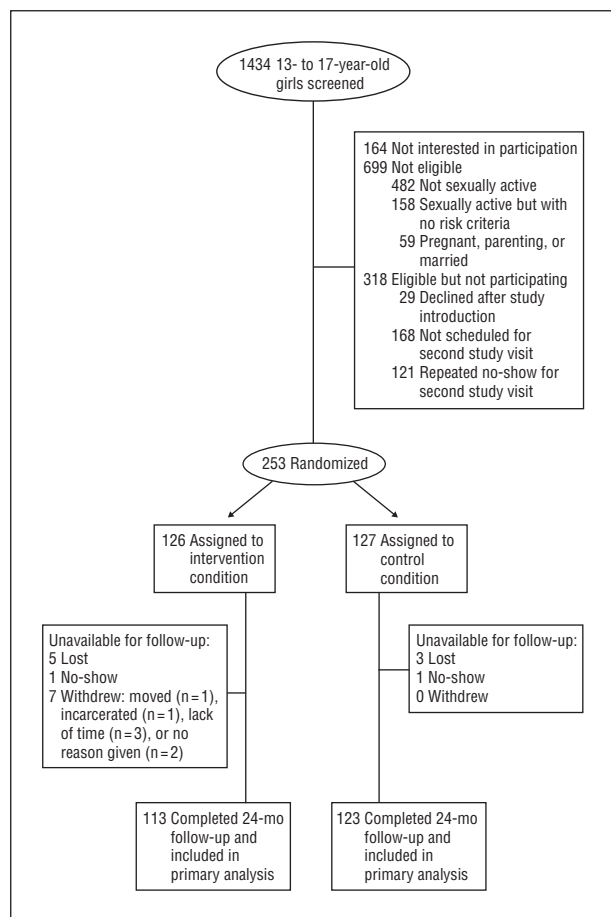 1434 13- to 17-year-old
girls screened
164 Not interested in participation
699 Not eligible
482 Not sexually active
158 Sexually active but with
no risk criteria
59 Pregnant, parenting, or
married
318 Eligible but not participating
29 Declined after study
introduction
168 Not scheduled for
second study visit
121 Repeated no-show for
second study visit
253 Randomized
126 Assigned to
intervention
condition
127 Assigned to
control
condition
Unavailable for follow-up:
5 Lost
1 No-show
7 Withdrew: moved (n=1),
incarcerated (n=1), lack
of time (n=3), or no
reason given (n=2)
Unavailable for follow-up:
3 Lost
1 No-show
0 Withdrew
113 Completed 24-mo
follow-up and
included in
primary analysis
123 Completed 24-mo
follow-up and
included in
primary analysis